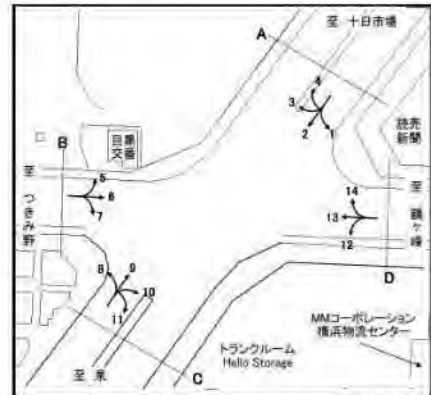 至 十日市場
A
4
3
2
1
読売
新聞
目黒
交番
B
至
つきみ野
5
6
7
14
13
12
至
鶴ヶ峰
D
8
9
10
11
MMコーポレーション
横浜物流センター
トランクルーム
Hello Storage
至 泉
C